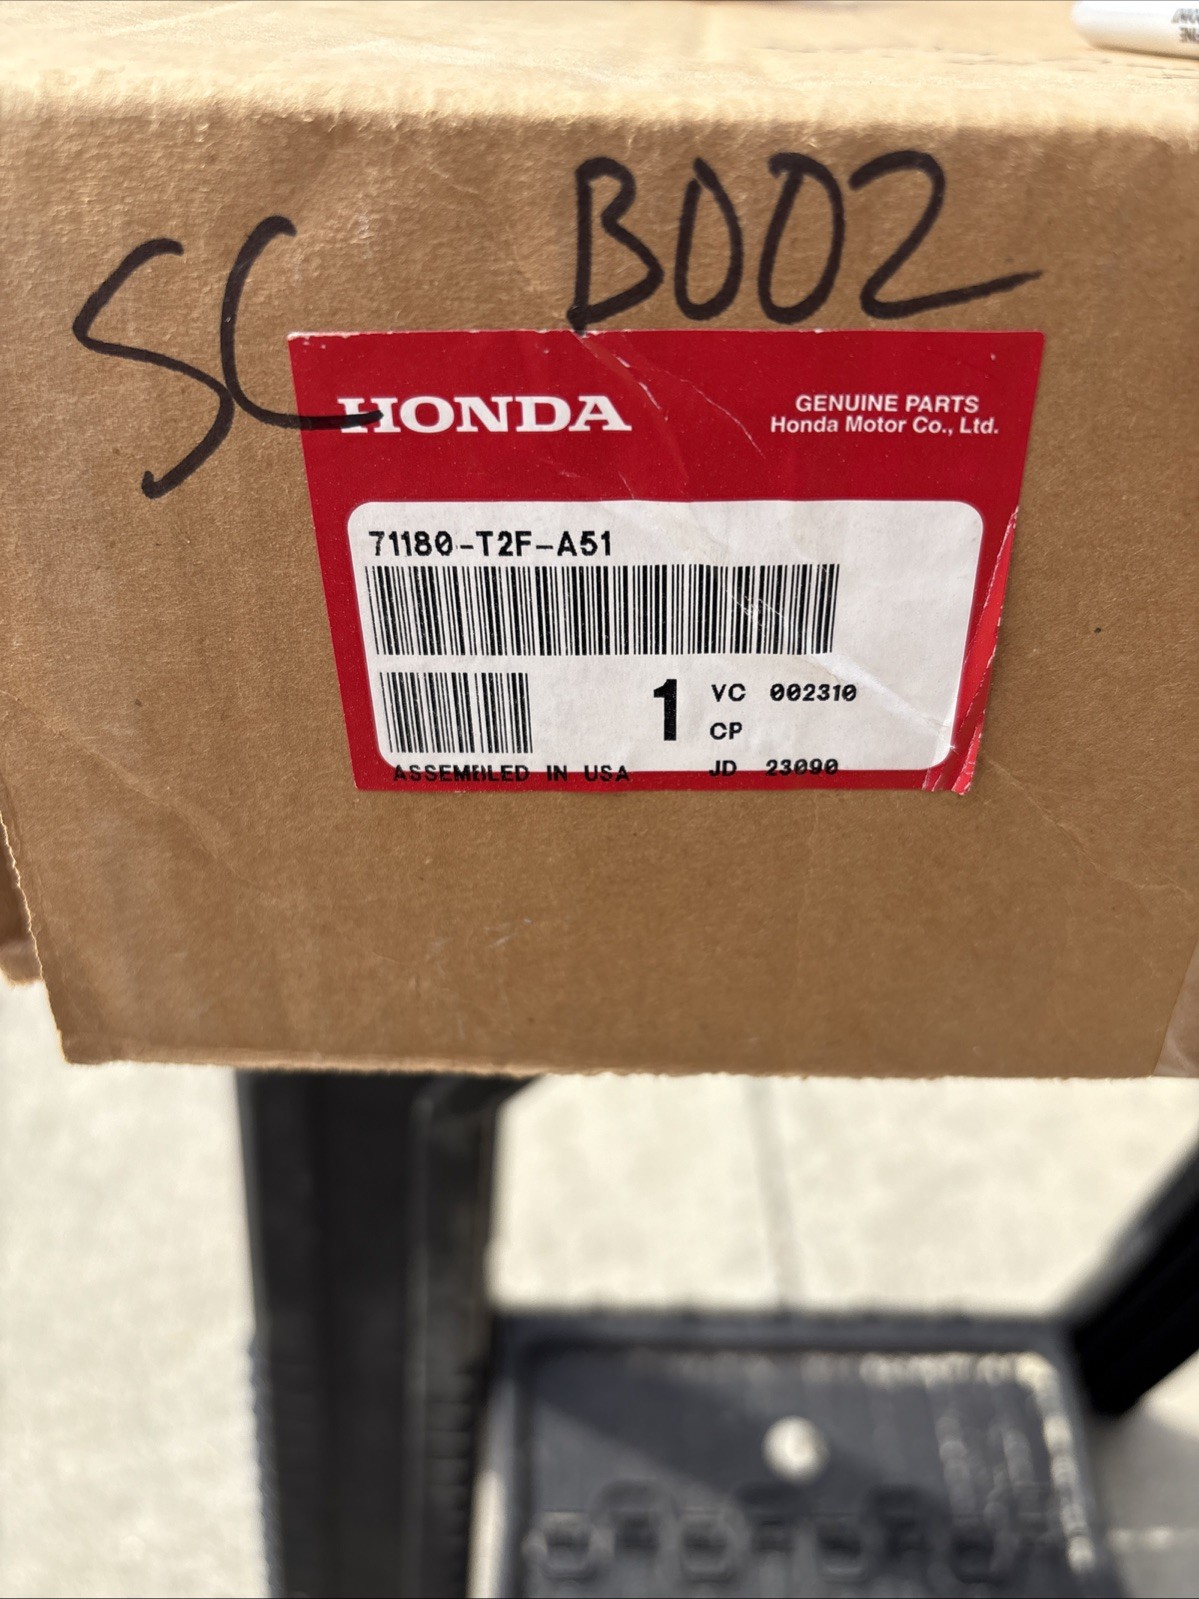 SC
B002
HONDA
GENUINE PARTS
Honda Motor Co., Ltd.
71180-T2F-A51
1
VC 002310
CP
JD 23090
ASSEMBLED IN USA